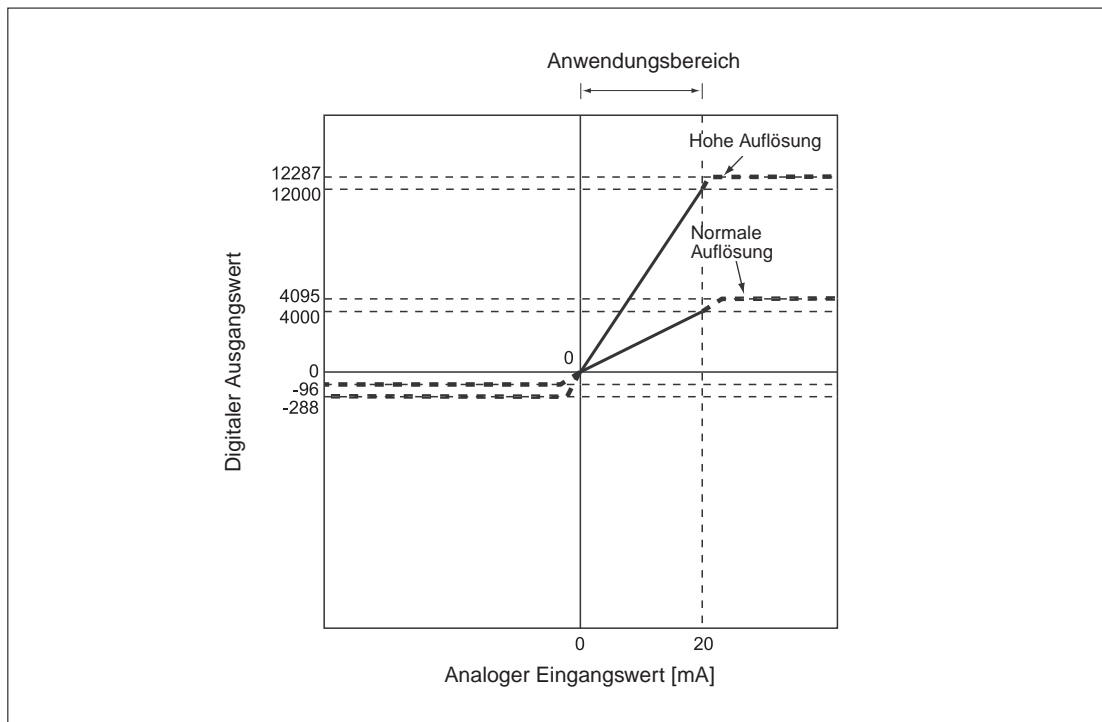 Anwendungsbereich
Hohe Auflösung
12287
12000
Normale
Auflösung
4095
4000
0
0
-96
-288
Digitaler Ausgangswert
0
20
Analoger Eingangswert [mA]